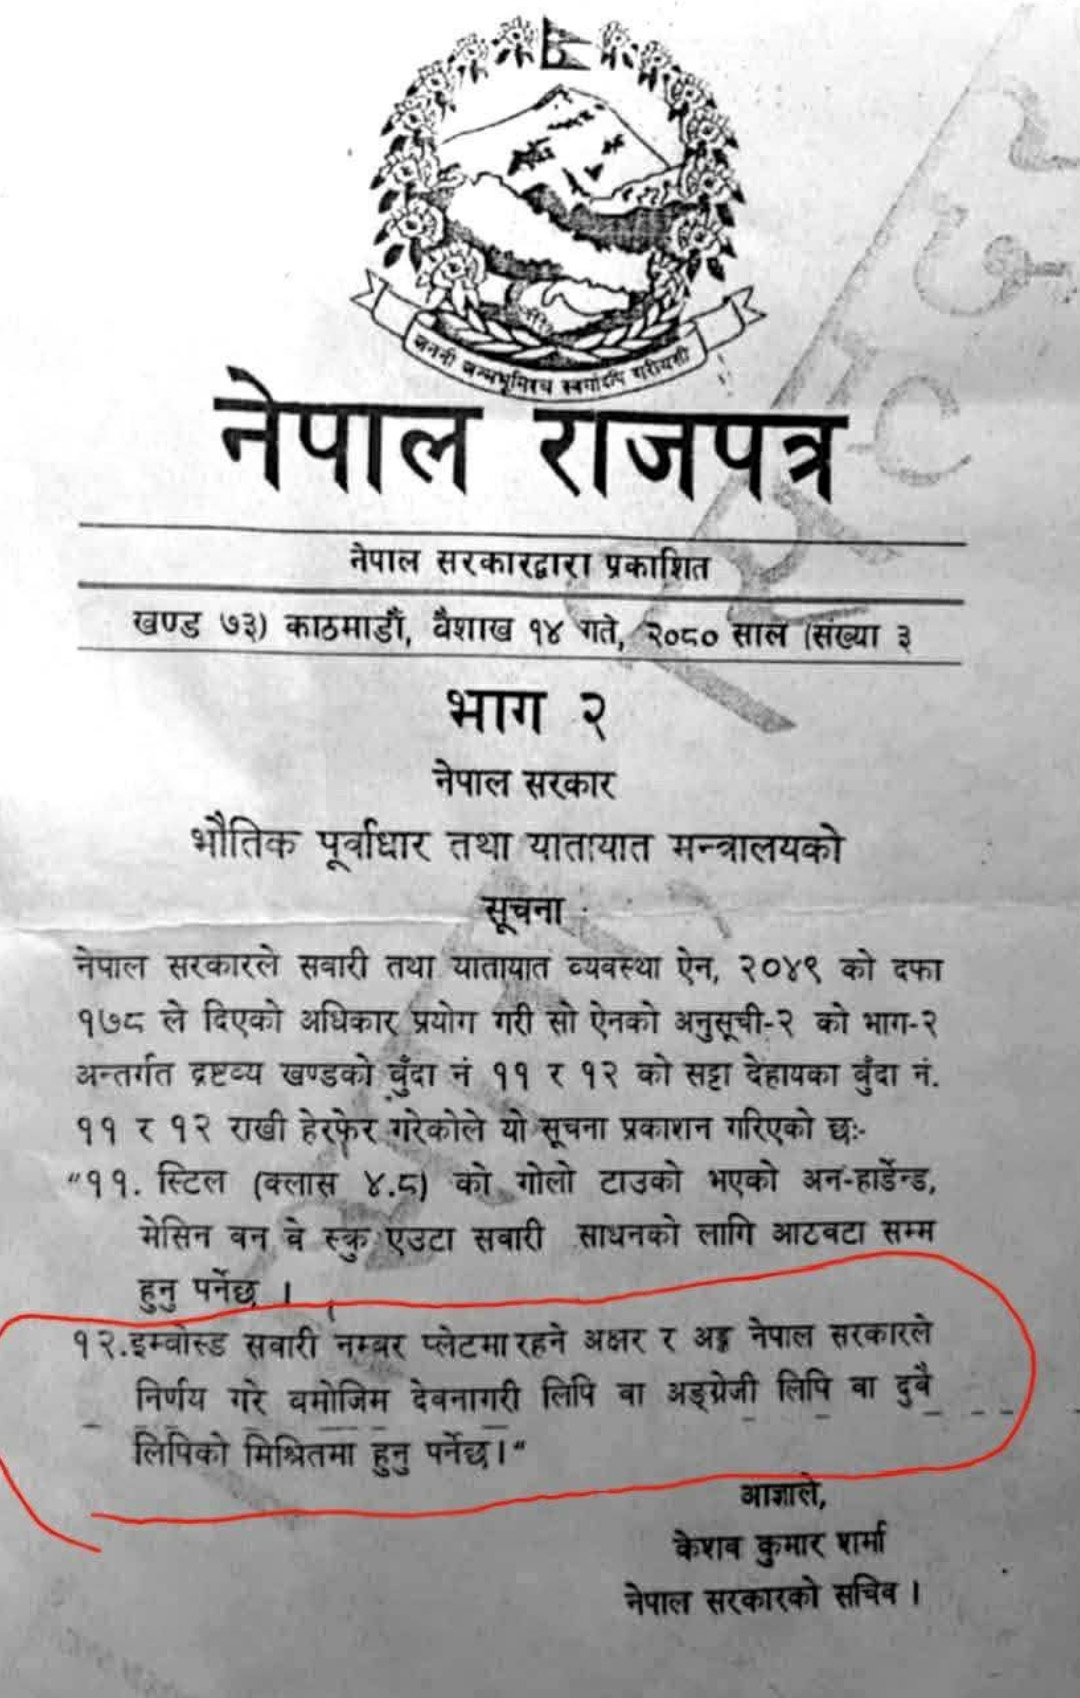 जननी जन्मभूमिश्च स्वर्गादपि गरीयसी
नेपाल राजपत्र
नेपाल सरकारद्वारा प्रकाशित
खण्ड ७३) काठमाडौं, वैशाख १४ गते, २०८० साल (संख्या ३
भाग २
नेपाल सरकार
भौतिक पूर्वाधार तथा यातायात मन्त्रालयको
सूचना
नेपाल सरकारले सवारी तथा यातायात व्यवस्था ऐन, २०४९ को दफा
१७८ ले दिएको अधिकार प्रयोग गरी सो ऐनको अनुसूची-२ को भाग-२
अन्तर्गत द्रष्टव्य खण्डको बुँदा नं ११ र १२ को सट्टा देहायका बुँदा नं.
११ र १२ राखी हेरफेर गरेकोले यो सूचना प्रकाशन गरिएको छः-
"११. स्टिल (क्लास ४.८) को गोलो टाउको भएको अन-हार्डेन्ड,
मेसिन वन वे स्क्रु एउटा सवारी साधनको लागि आठवटा सम्म
हुनु पर्नेछ ।
१२.इम्बोस्ड सवारी नम्बर प्लेटमा रहने अक्षर र अङ्क नेपाल सरकारले
निर्णय गरे बमोजिम देवनागरी लिपि वा अङ्ग्रेजी लिपि वा दुवै
लिपिको मिश्रितमा हुनु पर्नेछ।"
आज्ञाले,
केशव कुमार शर्मा
नेपाल सरकारको सचिव ।